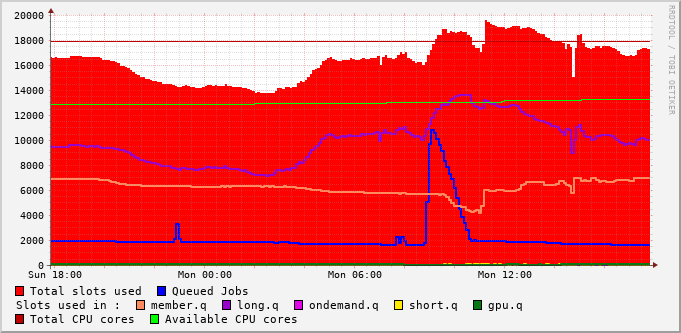 20000
18000
16000
14000
12000
10000
8000
6000
4000
2000
0
Sun 18:00 Mon 00:00 Mon 06:00 Mon 12:00
RRDTOOL / TOBI OETIKER
Total slots used Queued Jobs
Slots used in : member.q long.q ondemand.q short.q gpu.q
Total CPU cores Available CPU cores